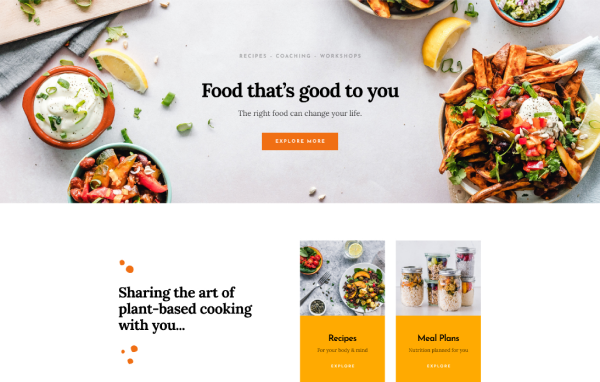 RECIPES - COACHING - WORKSHOPS
Food that's good to you
The right food can change your life.
EXPLORE MORE
Sharing the art of
plant-based cooking
with you...
Recipes
For your body & mind
EXPLORE
Meal Plans
Nutrition planned for you
EXPLORE